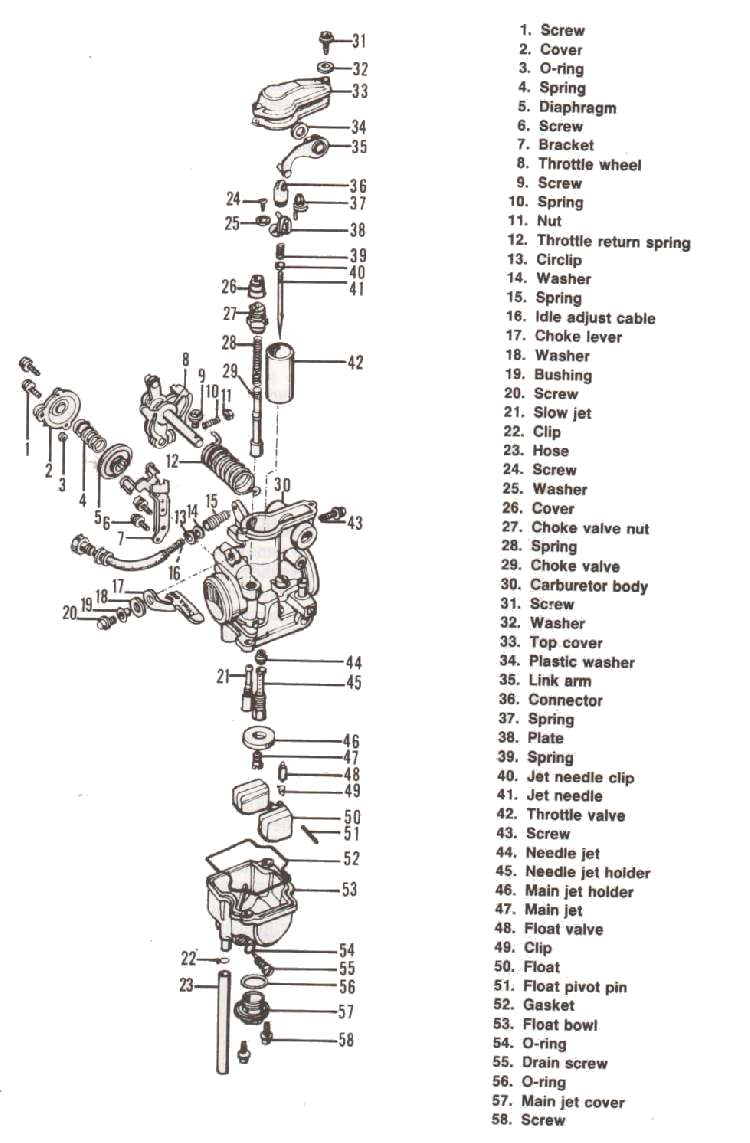 31
32
33
34
35
36
24
37
25
38
39
40
26
41
27
28
8
42
9
29
10
11
1
2
12
3
4
30
5
15
43
6
14
13
7
16
17
18
19
20
44
21
45
46
47
48
49
50
51
52
53
54
22
55
23
56
57
58
1. Screw
2. Cover
3. O-ring
4. Spring
5. Diaphragm
6. Screw
7. Bracket
8. Throttle wheel
9. Screw
10. Spring
11. Nut
12. Throttle return spring
13. Circlip
14. Washer
15. Spring
16. Idle adjust cable
17. Choke lever
18. Washer
19. Bushing
20. Screw
21. Slow jet
22. Clip
23. Hose
24. Screw
25. Washer
26. Cover
27. Choke valve nut
28. Spring
29. Choke valve
30. Carburetor body
31. Screw
32. Washer
33. Top cover
34. Plastic washer
35. Link arm
36. Connector
37. Spring
38. Plate
39. Spring
40. Jet needle clip
41. Jet needle
42. Throttle valve
43. Screw
44. Needle jet
45. Needle jet holder
46. Main jet holder
47. Main jet
48. Float valve
49. Clip
50. Float
51. Float pivot pin
52. Gasket
53. Float bowl
54. O-ring
55. Drain screw
56. O-ring
57. Main jet cover
58. Screw